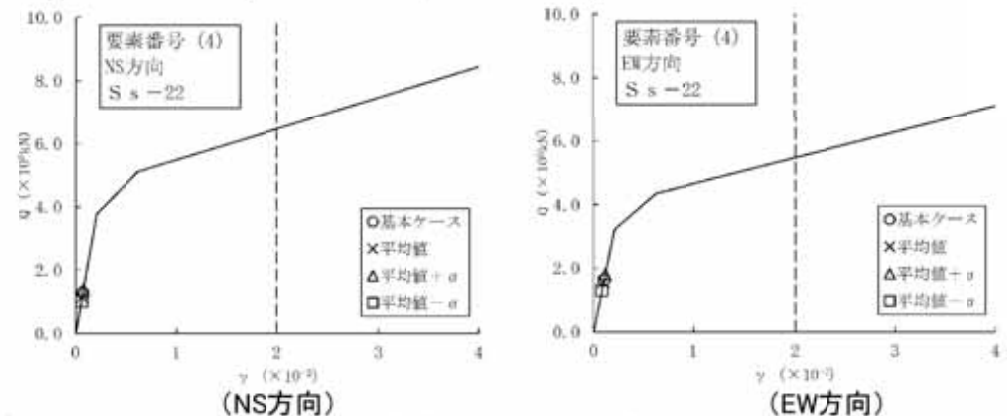 10.0
8.0
6.0
4.0
2.0
0.0
要素番号 (4)
NS方向
Ss-22
基本ケース
平均値
平均値+σ
平均値-σ
0 1 2 3 4
(NS方向)
10.0
8.0
6.0
4.0
2.0
0.0
要素番号 (4)
EW方向
Ss-22
基本ケース
平均値
平均値+σ
平均値-σ
0 1 2 3 4
(EW方向)